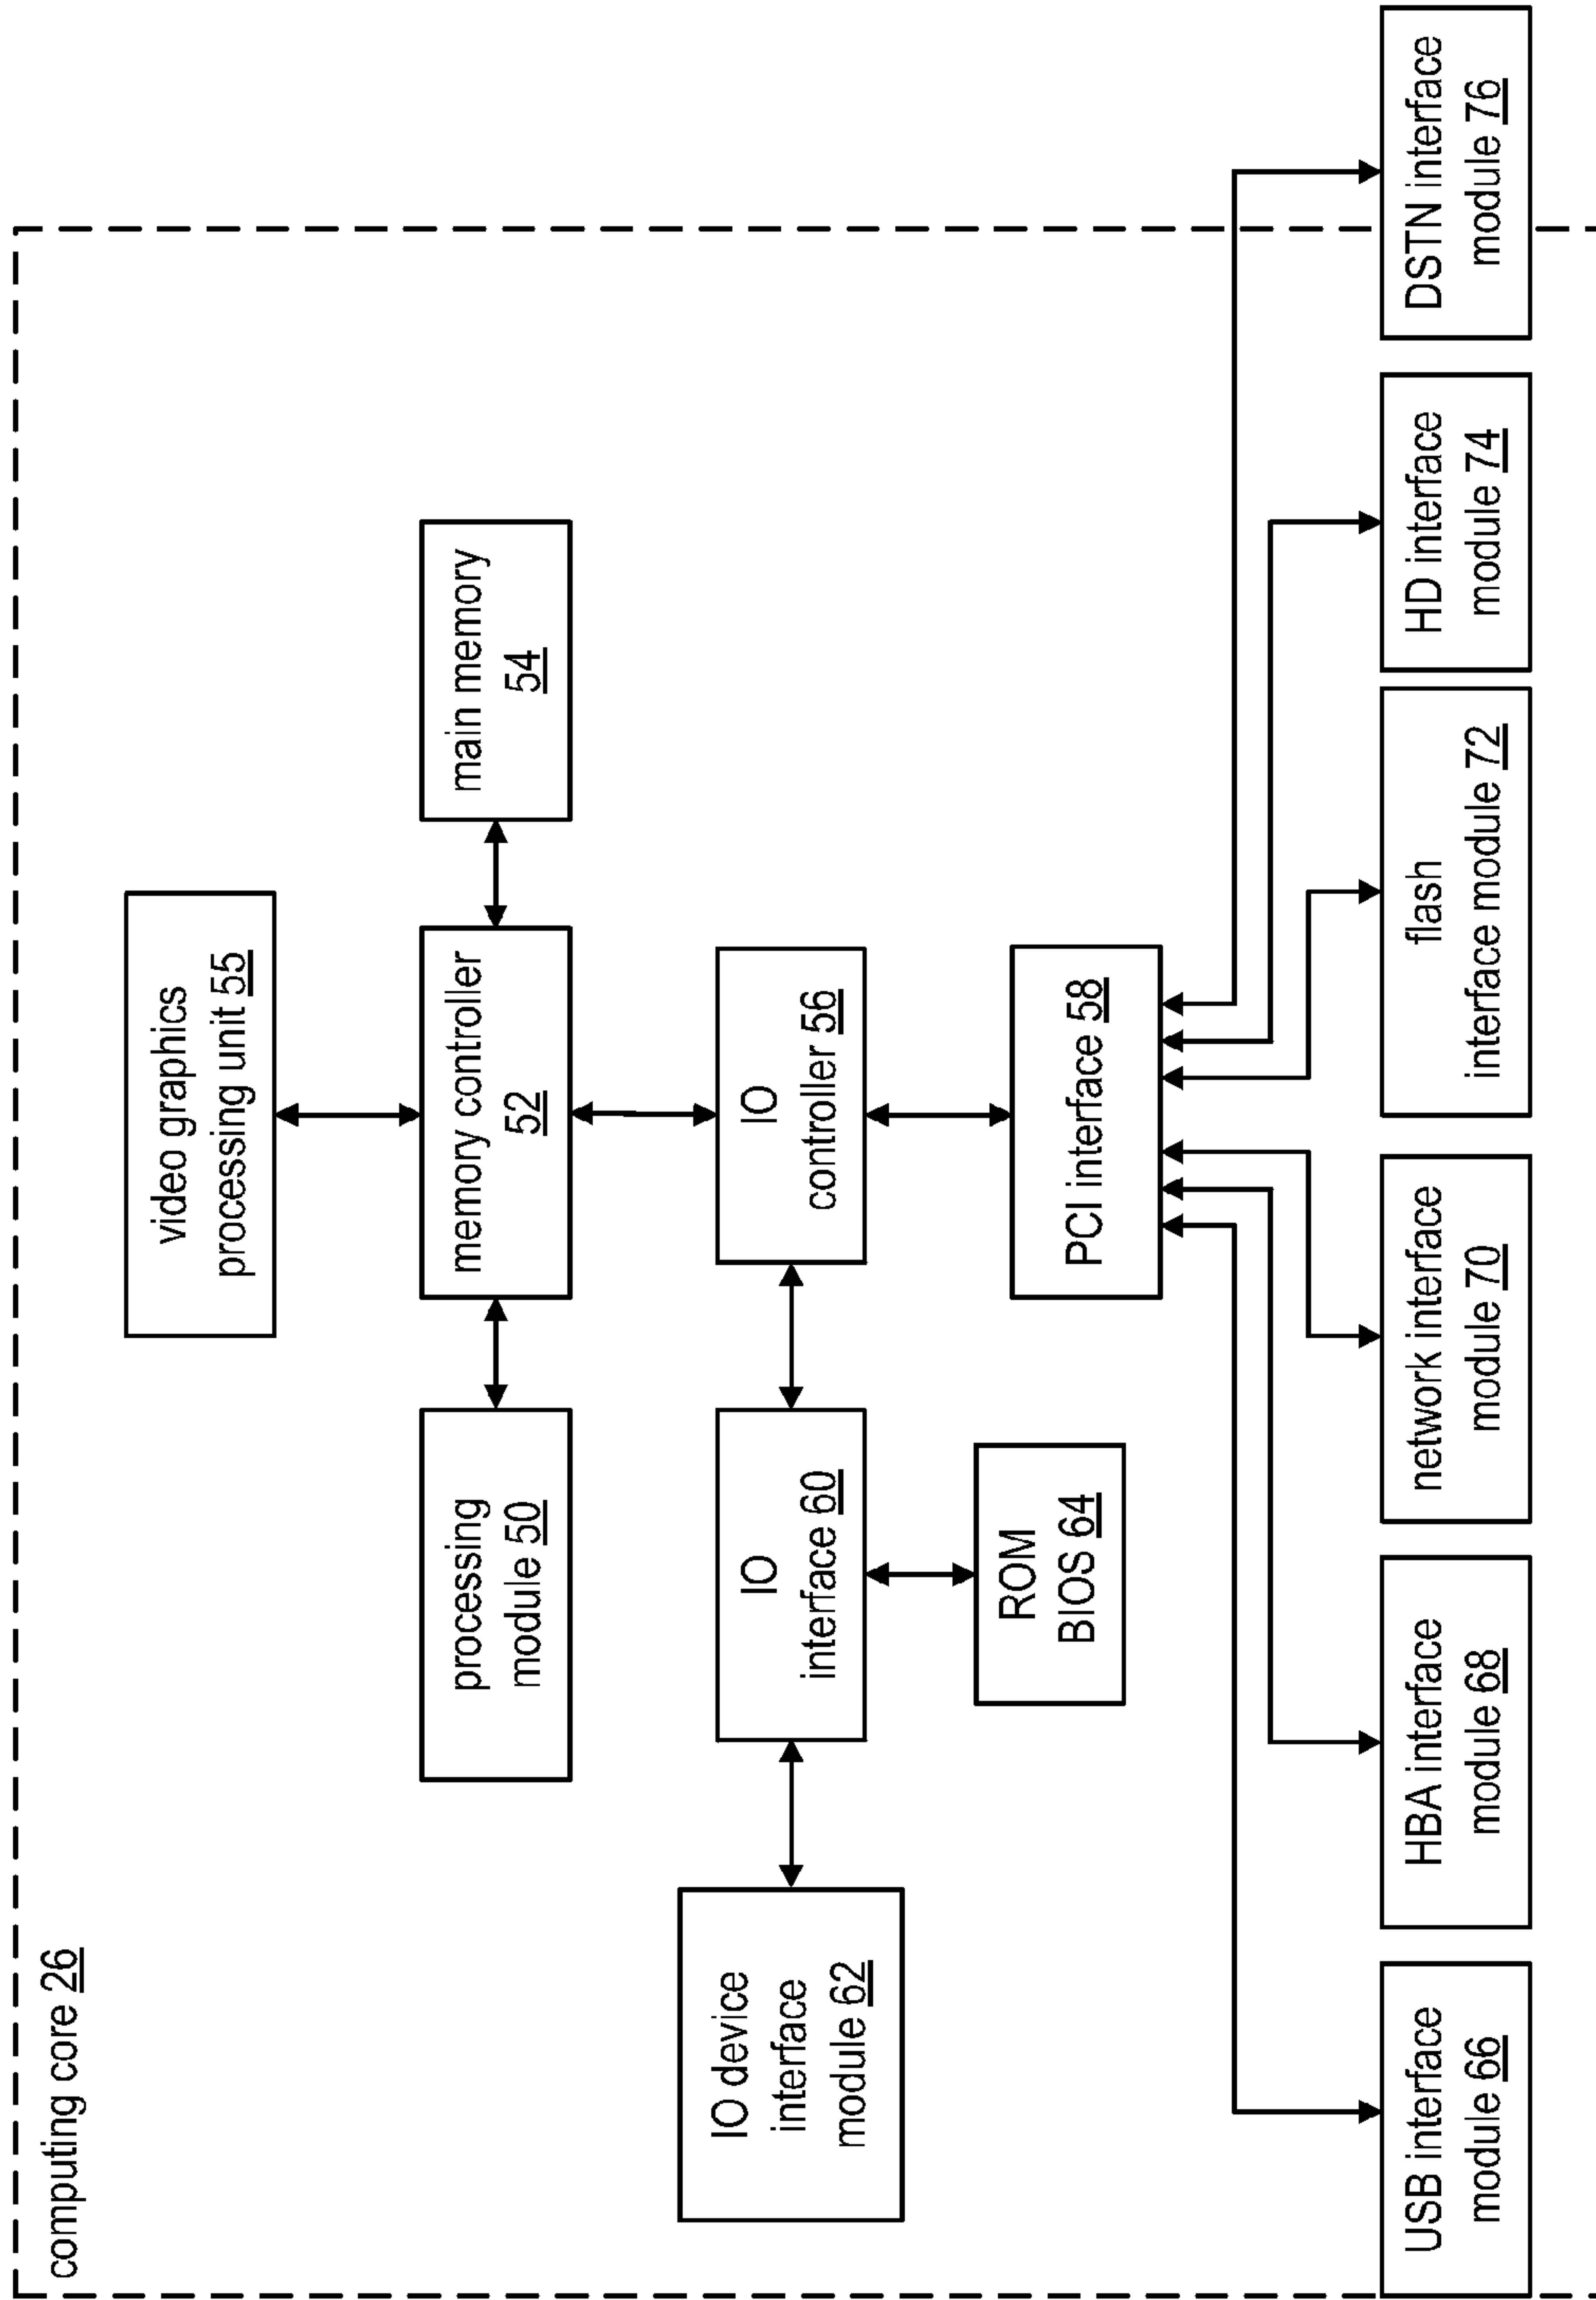 computing core 26
video graphics
processing unit 55
processing
module 50
memory controller
52
main memory
54
IO device
interface
module 62
IO
interface 60
IO
controller 56
ROM
BIOS 64
PCI interface 58
USB interface
module 66
HBA interface
module 68
network interface
module 70
flash
interface module 72
HD interface
module 74
DSTN interface
module 76